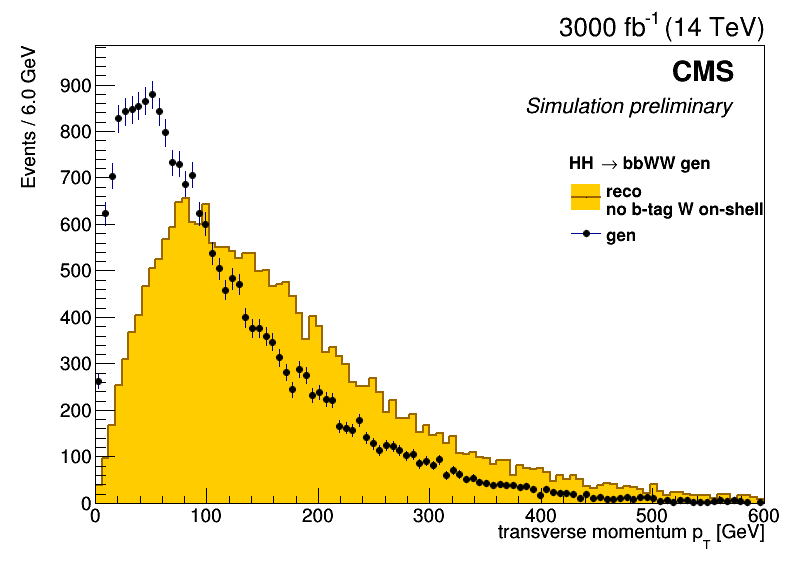 3000 fb-1 (14 TeV)
CMS
Simulation preliminary
HH → bbWW gen
reco
no b-tag W on-shell
gen
Events / 6.0 GeV
900
800
700
600
500
400
300
200
100
0
0 100 200 300 400 500 600
transverse momentum pT [GeV]